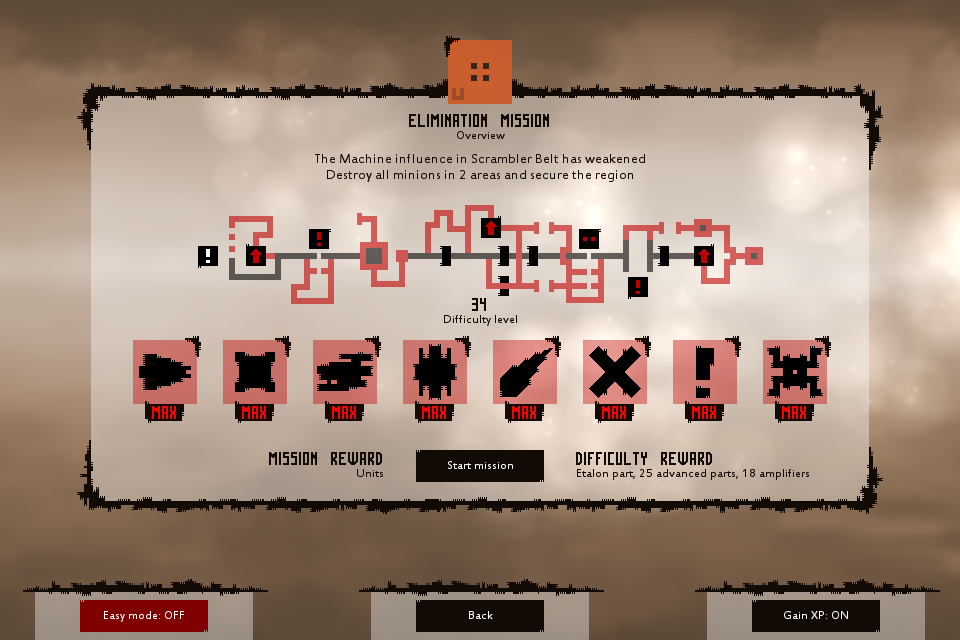 ELIMINATION MISSION
Overview
The Machine influence in Scrambler Belt has weakened
Destroy all minions in 2 areas and secure the region
34
Difficulty level
MAX MAX MAX MAX MAX MAX MAX MAX
MISSION REWARD
Units
Start mission
DIFFICULTY REWARD
Etalon part, 25 advanced parts, 18 amplifiers
Easy mode: OFF
Back
Gain XP: ON